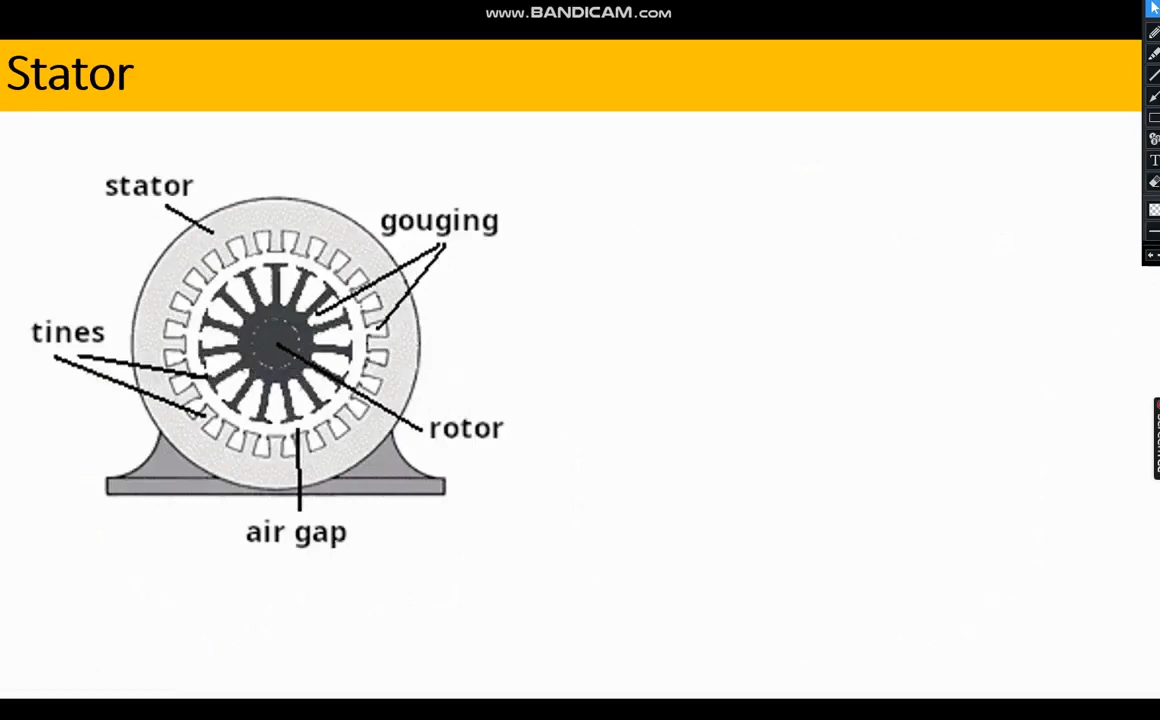 www.BANDICAM.com
Stator
stator
gouging
tines
rotor
air gap